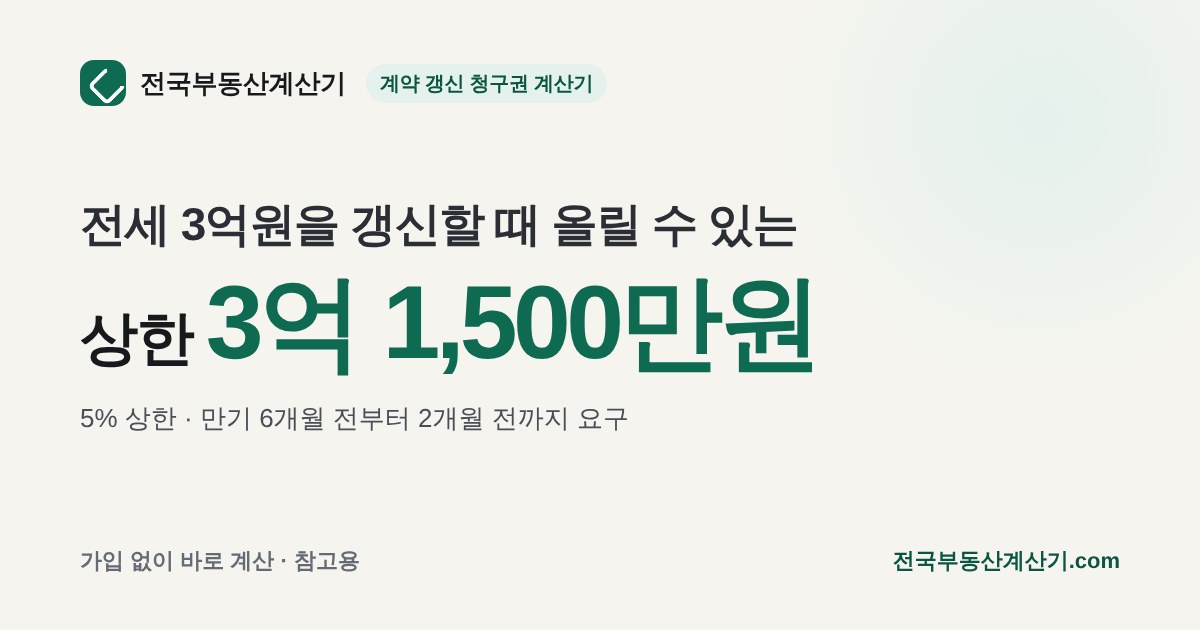 전국부동산계산기 계약 갱신 청구권 계산기
전세 3억원을 갱신할 때 올릴 수 있는
상한 3억 1,500만원
5% 상한 · 만기 6개월 전부터 2개월 전까지 요구
가입 없이 바로 계산 · 참고용 전국부동산계산기.com